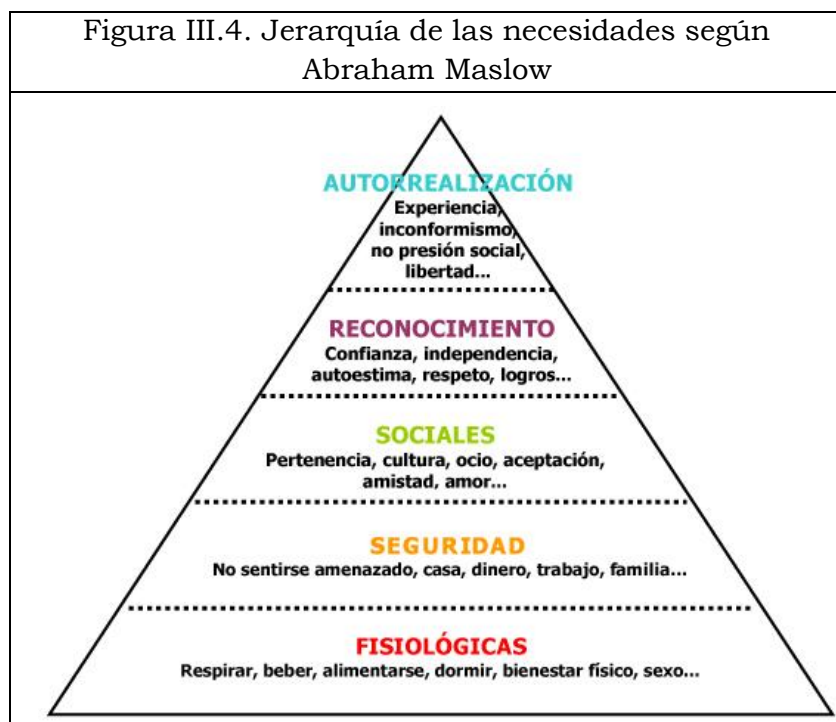 Figura III.4. Jerarquía de las necesidades según
Abraham Maslow
AUTORREALIZACIÓN
Experiencia,
inconformismo,
no presión social,
libertad...
RECONOCIMIENTO
Confianza, independencia,
autoestima, respeto, logros...
SOCIALES
Pertenencia, cultura, ocio, aceptación,
amistad, amor...
SEGURIDAD
No sentirse amenazado, casa, dinero, trabajo, familia...
FISIOLÓGICAS
Respirar, beber, alimentarse, dormir, bienestar físico, sexo...